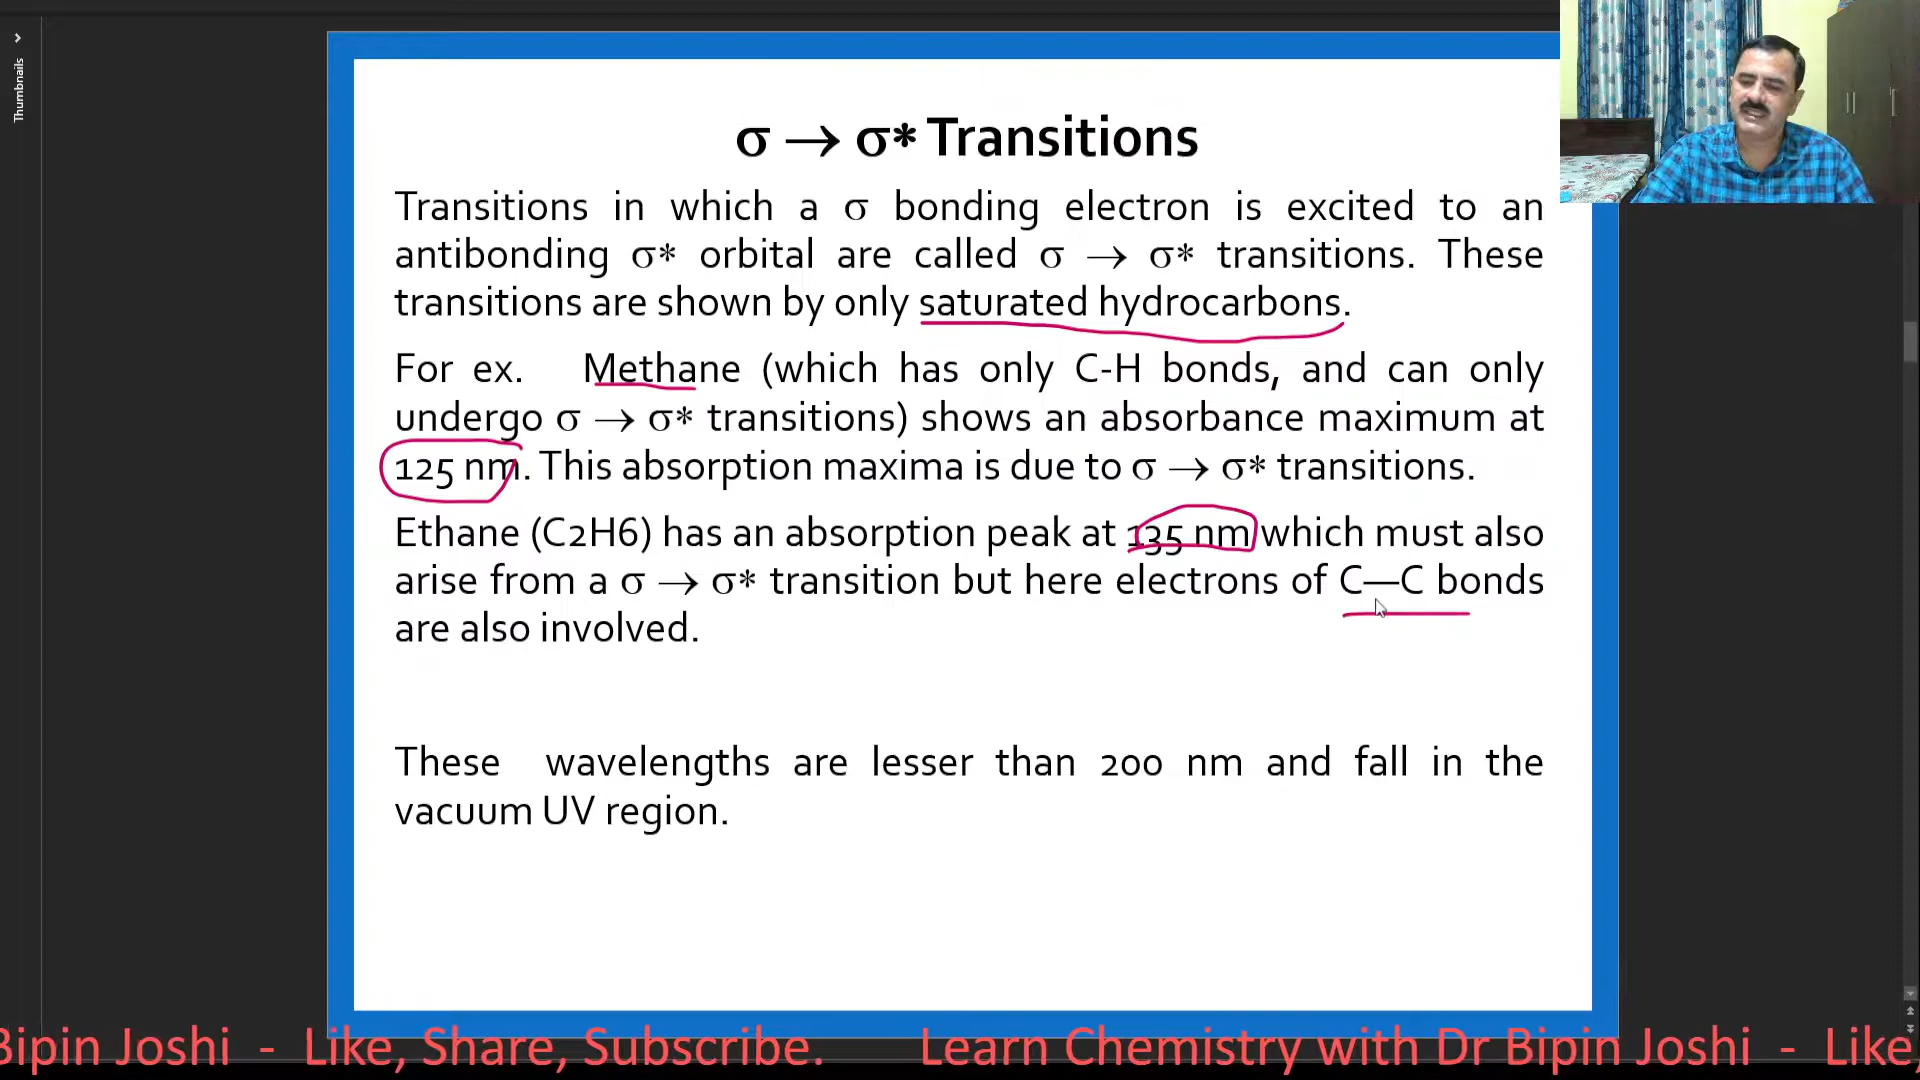 Thumbnails
σ → σ* Transitions
Transitions in which a σ bonding electron is excited to an
antibonding σ* orbital are called σ → σ* transitions. These
transitions are shown by only saturated hydrocarbons.
For ex. Methane (which has only C-H bonds, and can only
undergo σ → σ* transitions) shows an absorbance maximum at
125 nm. This absorption maxima is due to σ → σ* transitions.
Ethane (C2H6) has an absorption peak at 135 nm which must also
arise from a σ → σ* transition but here electrons of C—C bonds
are also involved.
These wavelengths are lesser than 200 nm and fall in the
vacuum UV region.
Bipin Joshi - Like, Share, Subscribe. Learn Chemistry with Dr Bipin Joshi - Like,